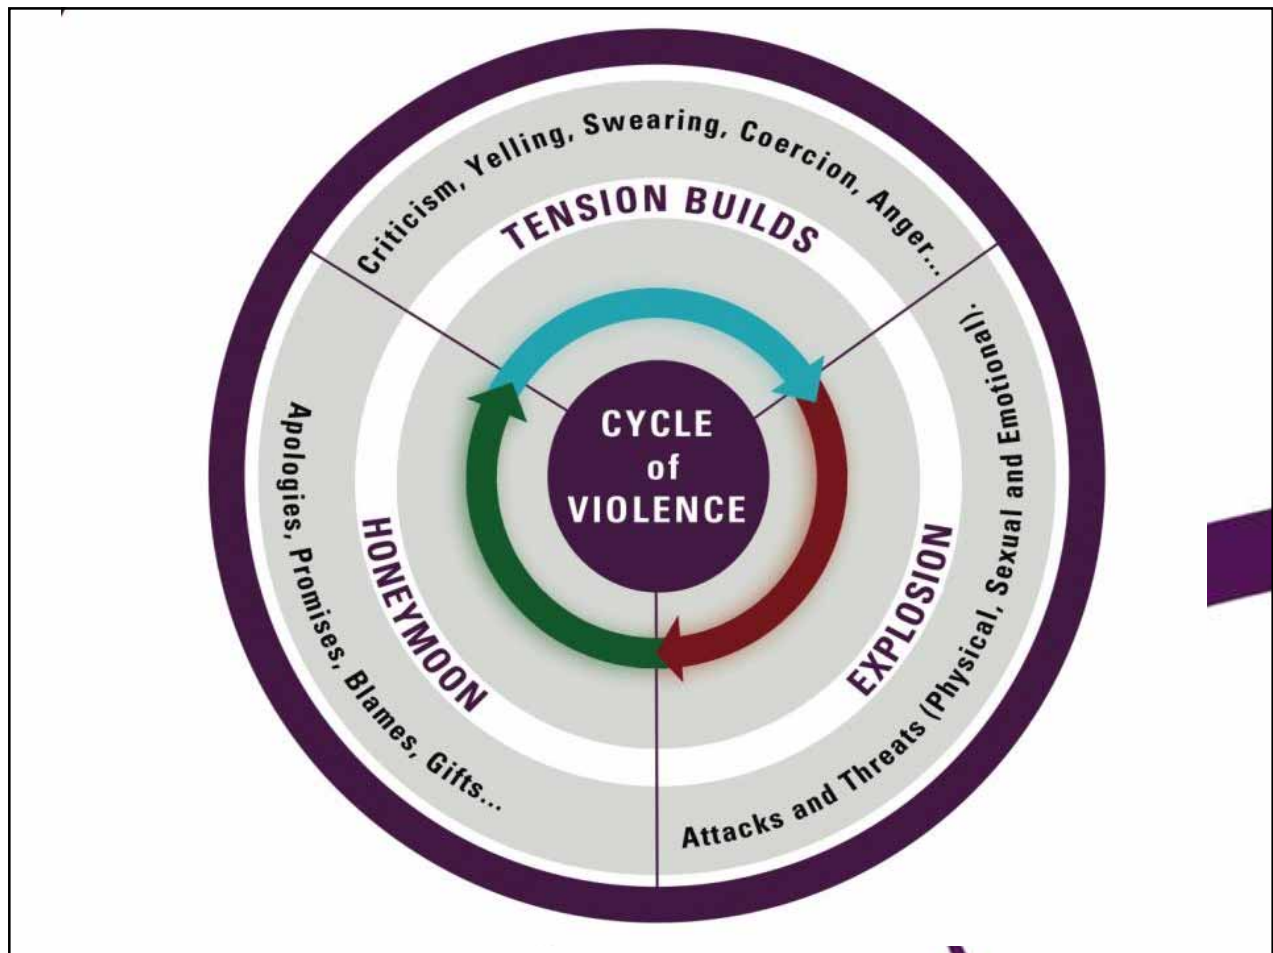 Criticism, Yelling, Swearing, Coercion, Anger...
TENSION BUILDS
Attacks and Threats (Physical, Sexual and Emotional).
EXPLOSION
Apologies, Promises, Blames, Gifts...
HONEYMOON
CYCLE
of
VIOLENCE